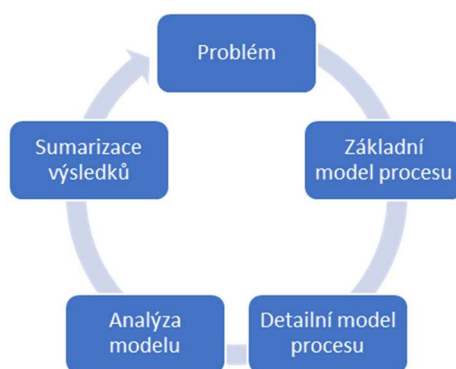 Problém
Základní
model procesu
Detailní model
procesu
Analýza
modelu
Sumarizace
výsledků